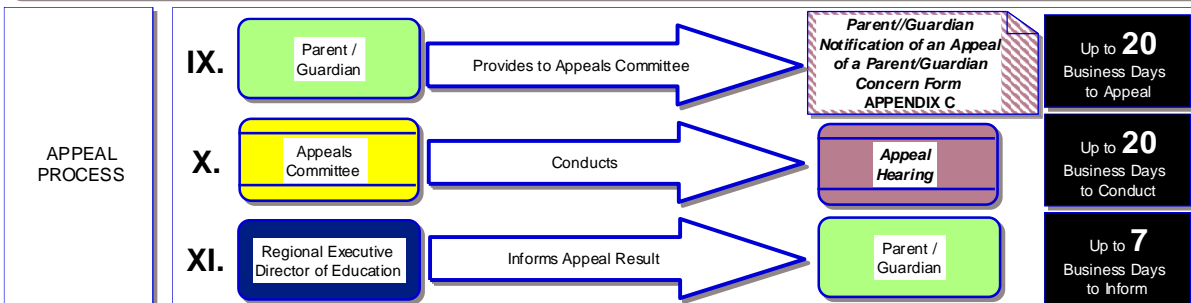 APPEAL
PROCESS
IX.
Parent /
Guardian
Provides to Appeals Committee
Parent//Guardian
Notification of an Appeal
of a Parent/Guardian
Concern Form
APPENDIX C
Up to 20
Business Days
to Appeal
X.
Appeals
Committee
Conducts
Appeal
Hearing
Up to 20
Business Days
to Conduct
XI.
Regional Executive
Director of Education
Informs Appeal Result
Parent /
Guardian
Up to 7
Business Days
to Inform